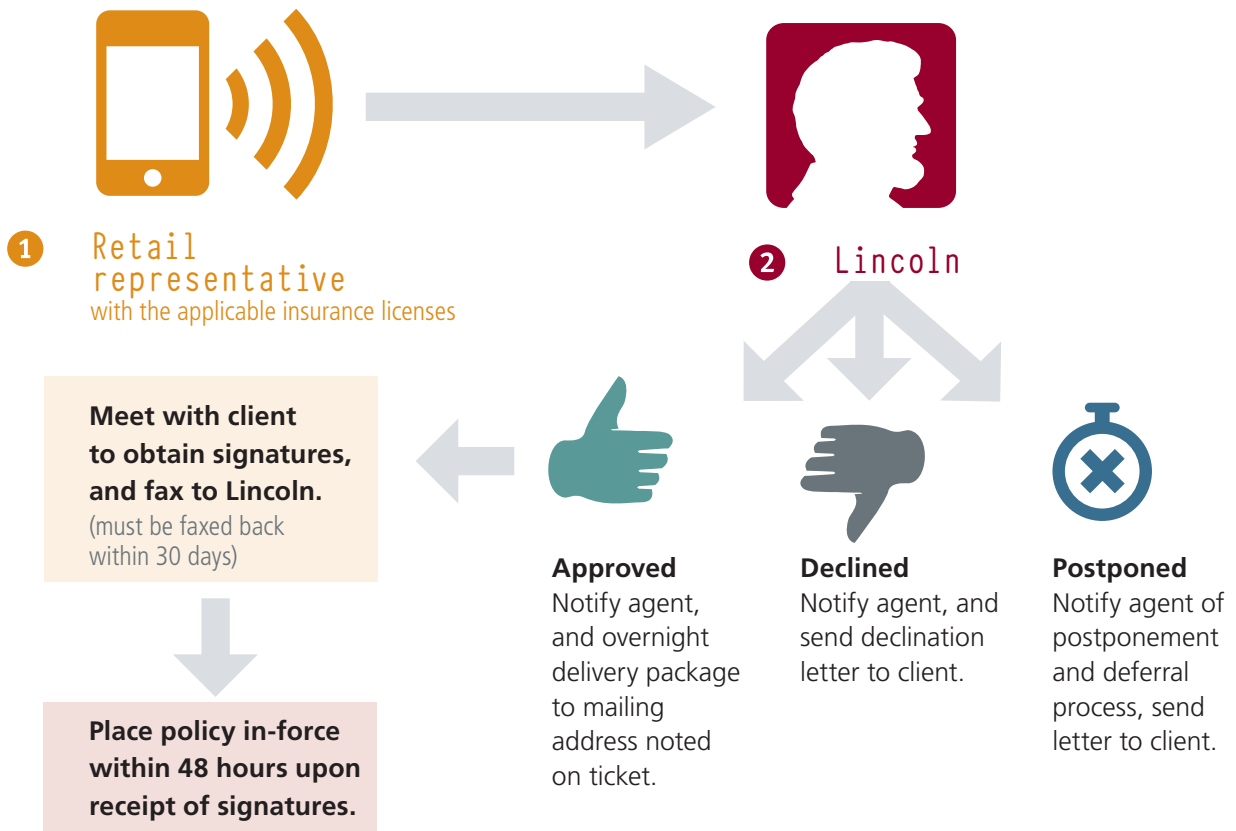 1
Retail
representative
with the applicable insurance licenses
2
Lincoln
Meet with client
to obtain signatures,
and fax to Lincoln.
(must be faxed back
within 30 days)
Place policy in-force
within 48 hours upon
receipt of signatures.
Approved
Notify agent,
and overnight
delivery package
to mailing
address noted
on ticket.
Declined
Notify agent, and
send declination
letter to client.
Postponed
Notify agent of
postponement
and deferral
process, send
letter to client.